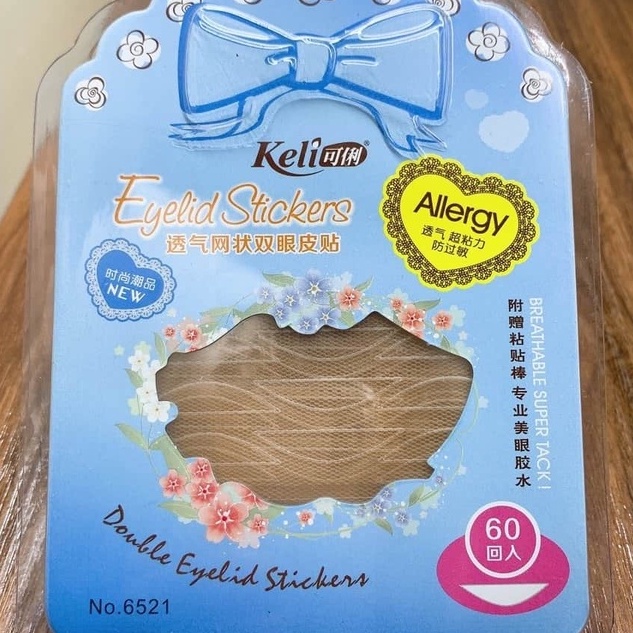 Keli可俐®
Eyelid Stickers
透气网状双眼皮贴
Allergy
透气 超粘力
防过敏
时尚潮品
NEW
BREATHABLE SUPER TACK!
附赠粘贴棒 专业美眼胶水
60
回入
Double Eyelid Stickers
No.6521